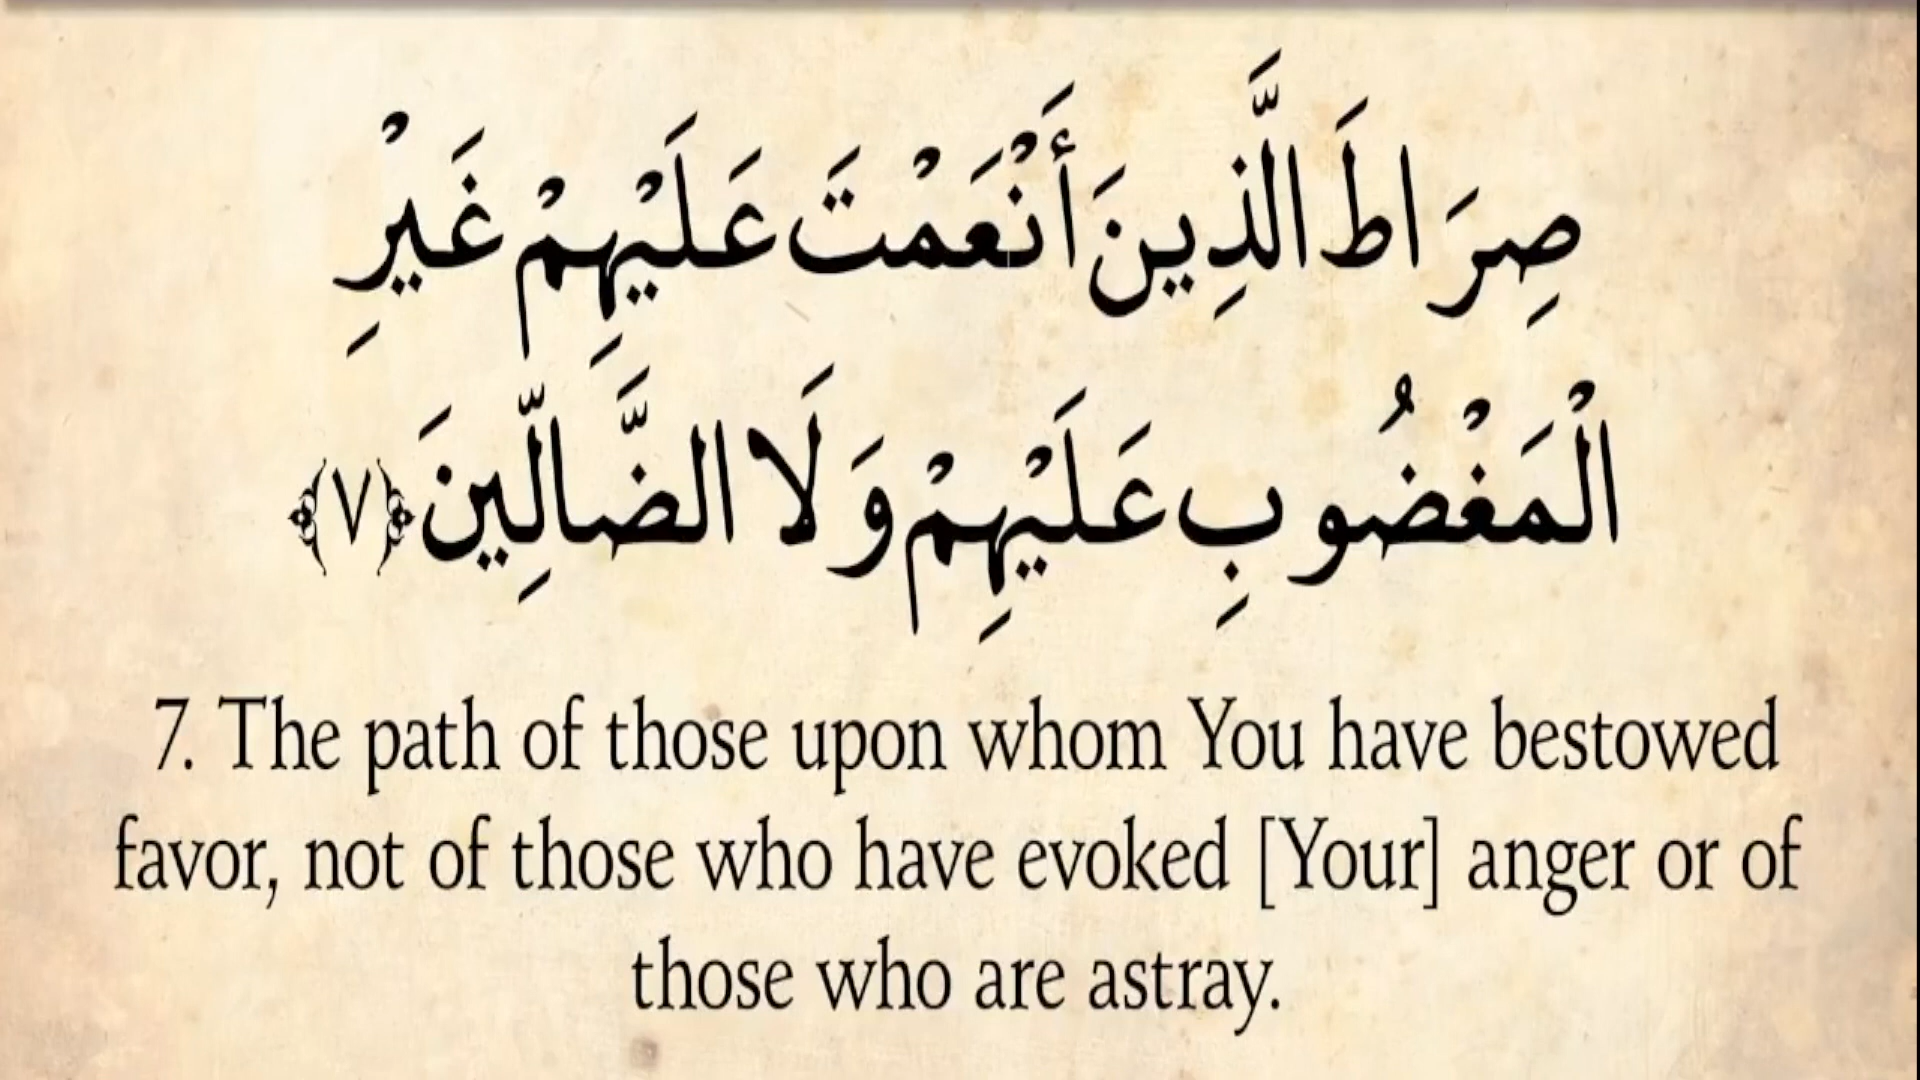 صِرَاطَ الَّذِينَ أَنْعَمْتَ عَلَيْهِمْ غَيْرِ
الْمَغْضُوبِ عَلَيْهِمْ وَلَا الضَّالِّينَ ﴿٧﴾
7. The path of those upon whom You have bestowed
favor, not of those who have evoked [Your] anger or of
those who are astray.